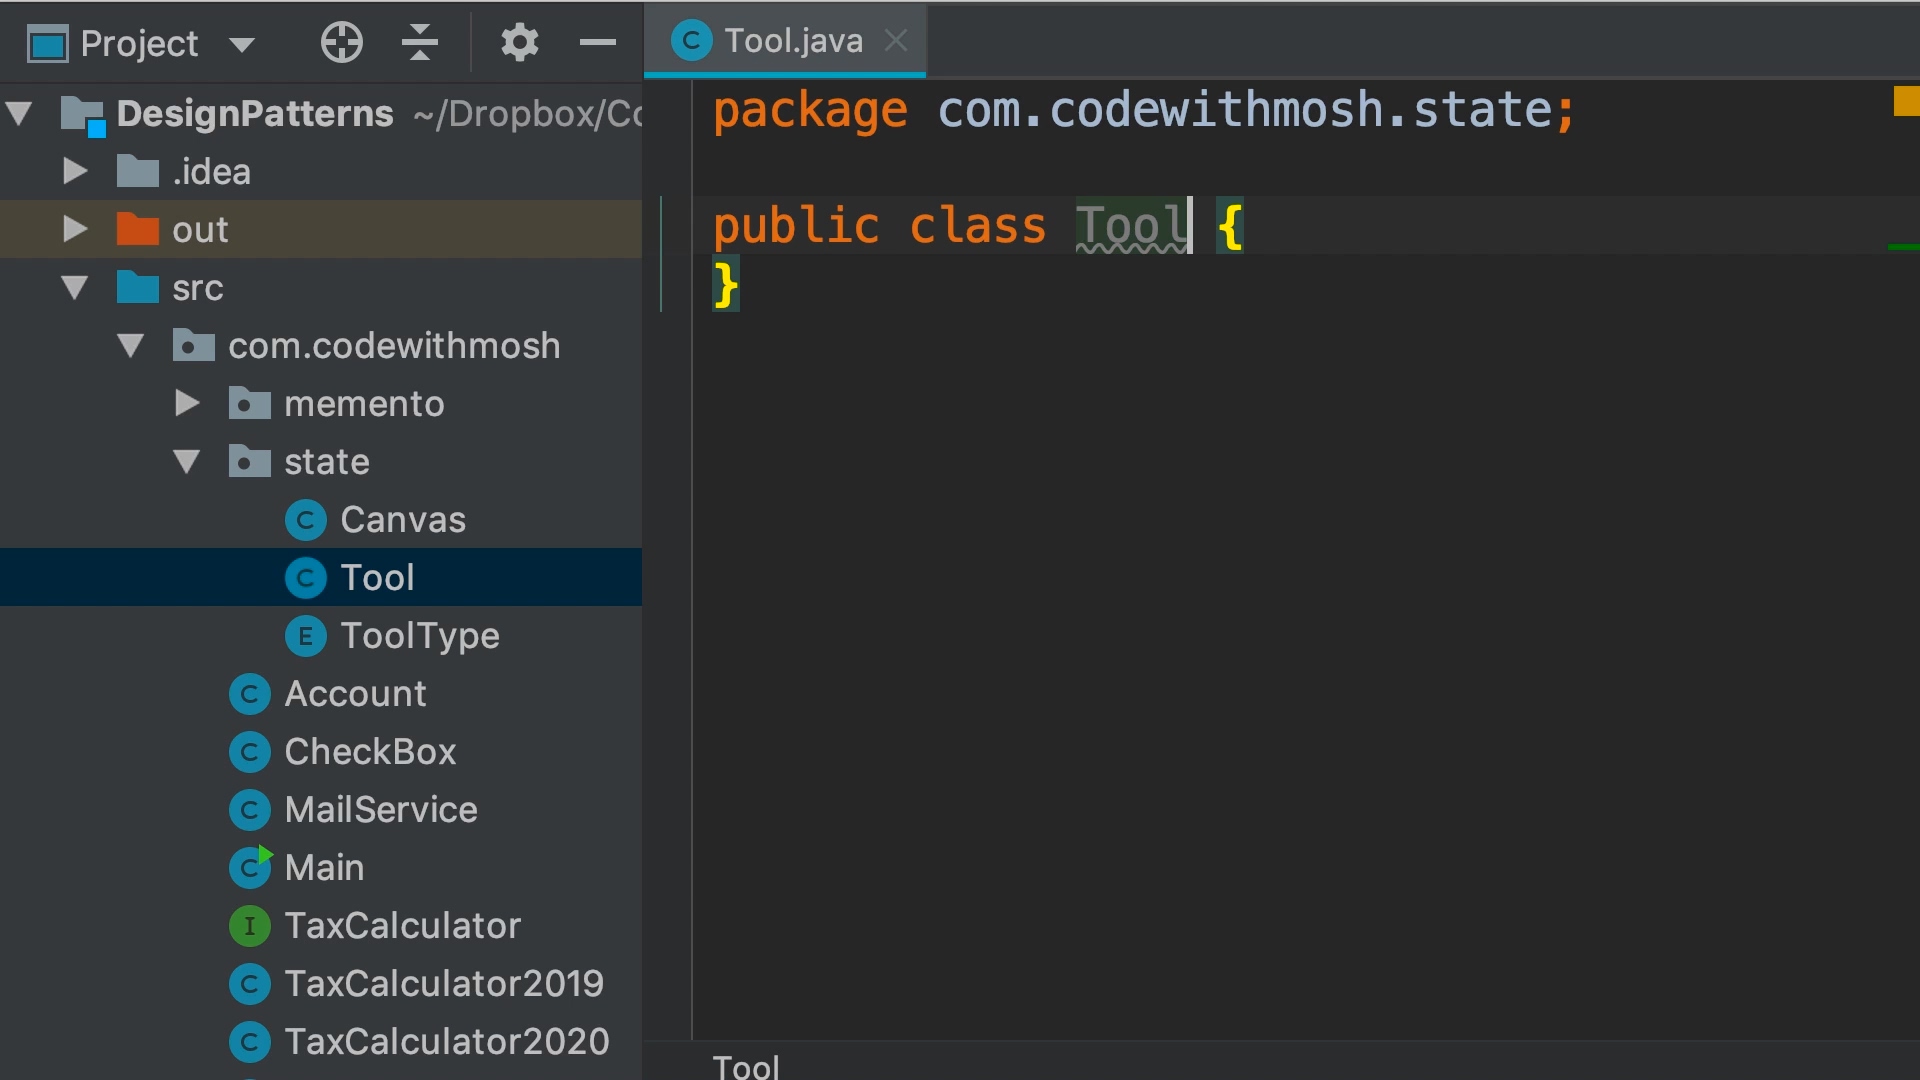 Project
Tool.java
DesignPatterns ~/Dropbox/Co
.idea
out
src
com.codewithmosh
memento
state
C Canvas
C Tool
E ToolType
C Account
C CheckBox
C MailService
C Main
I TaxCalculator
C TaxCalculator2019
C TaxCalculator2020
package com.codewithmosh.state;
public class Tool {
}
Tool